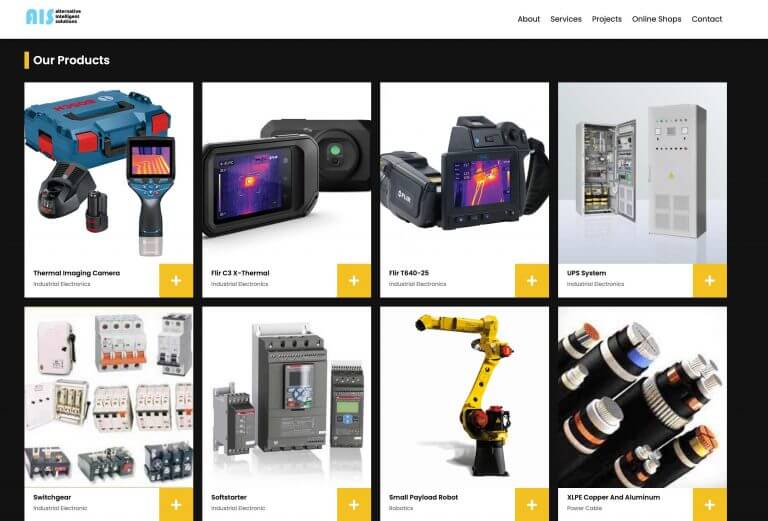 AIS
alternative
intelligent
solutions
About Services Projects Online Shops Contact
Our Products
BOSCH
FLIR
Thermal Imaging Camera
Industrial Electronics
Flir C3 X-Thermal
Industrial Electronics
Flir T640-25
Industrial Electronics
UPS System
Industrial Electronics
Switchgear
Industrial Electronic
Softstarter
Industrial Electronic
Small Payload Robot
Robotics
XLPE Copper And Aluminum
Power Cable